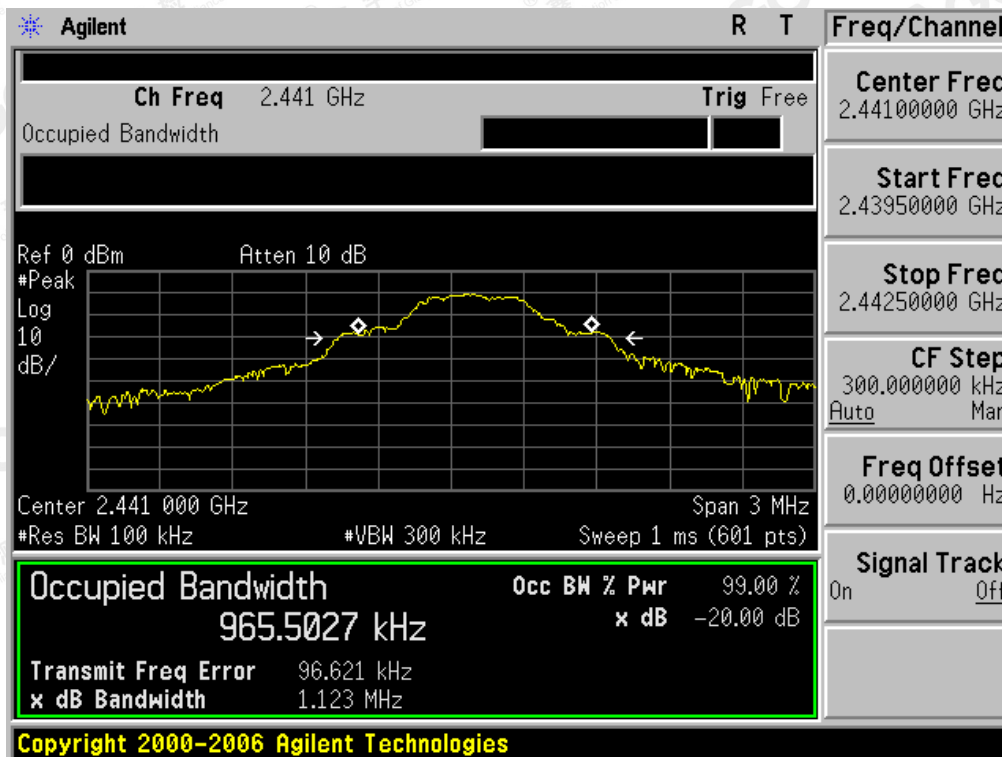 Agilent R T Freq/Channel
Ch Freq 2.441 GHz Trig Free
Occupied Bandwidth
Center Freq
2.44100000 GHz
Start Freq
2.43950000 GHz
Stop Freq
2.44250000 GHz
CF Step
300.000000 kHz
Auto Man
Freq Offset
0.00000000 Hz
Signal Track
On Off
Ref 0 dBm Atten 10 dB
#Peak
Log
10
dB/
Center 2.441 000 GHz Span 3 MHz
#Res BW 100 kHz #VBW 300 kHz Sweep 1 ms (601 pts)
Occupied Bandwidth Occ BW % Pwr 99.00 %
965.5027 kHz x dB -20.00 dB
Transmit Freq Error 96.621 kHz
x dB Bandwidth 1.123 MHz
Copyright 2000-2006 Agilent Technologies